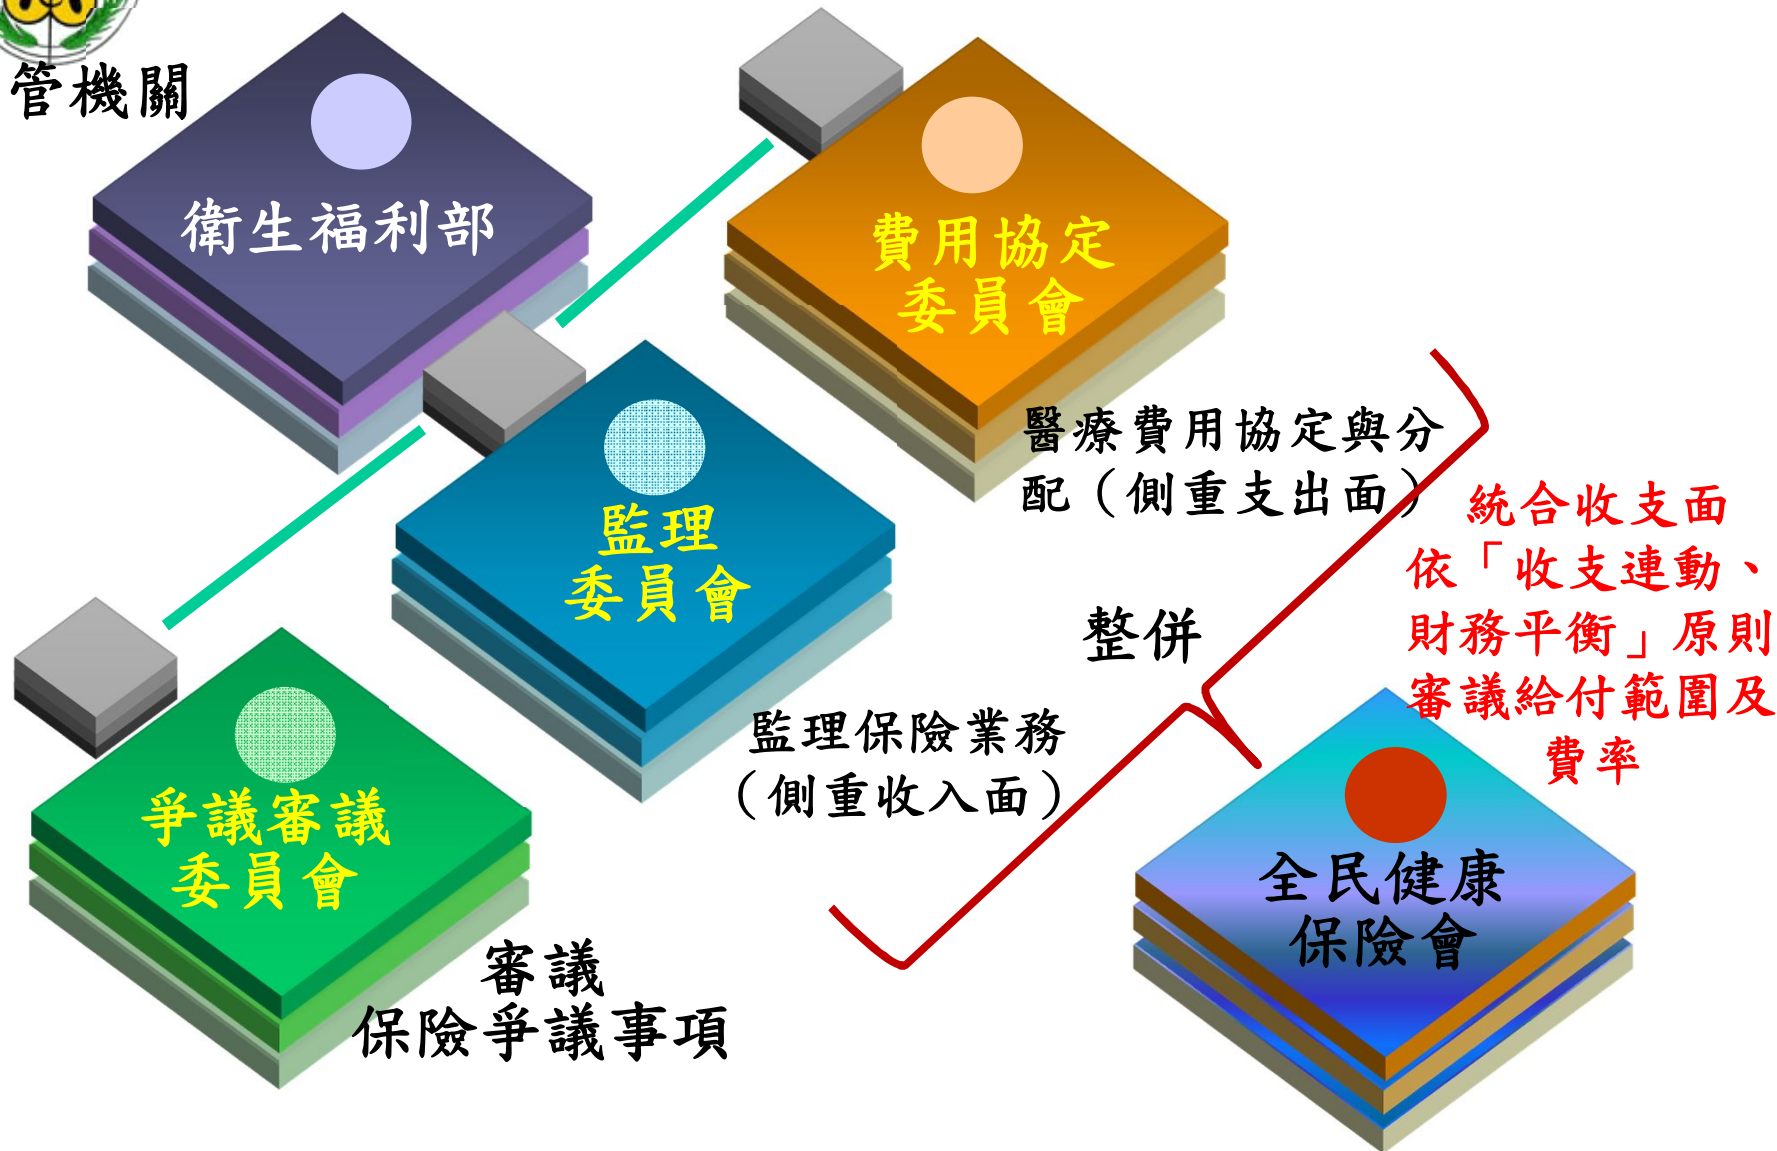 管機關
衛生福利部
費用協定
委員會
醫療費用協定與分
配（側重支出面）
監理
委員會
監理保險業務
（側重收入面）
爭議審議
委員會
審議
保險爭議事項
整併
統合收支面
依「收支連動、
財務平衡」原則
審議給付範圍及
費率
全民健康
保險會